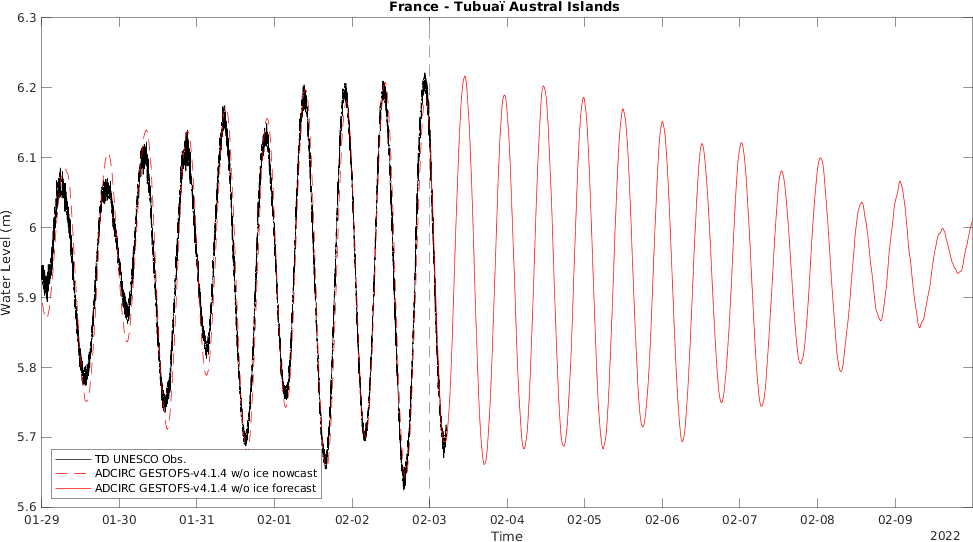 France - Tubuaï Austral Islands
6.3
6.2
6.1
6
5.9
5.8
5.7
5.6
Water Level (m)
TD UNESCO Obs.
ADCIRC GESTOFS-v4.1.4 w/o ice nowcast
ADCIRC GESTOFS-v4.1.4 w/o ice forecast
01-29 01-30 01-31 02-01 02-02 02-03 02-04 02-05 02-06 02-07 02-08 02-09
Time
2022